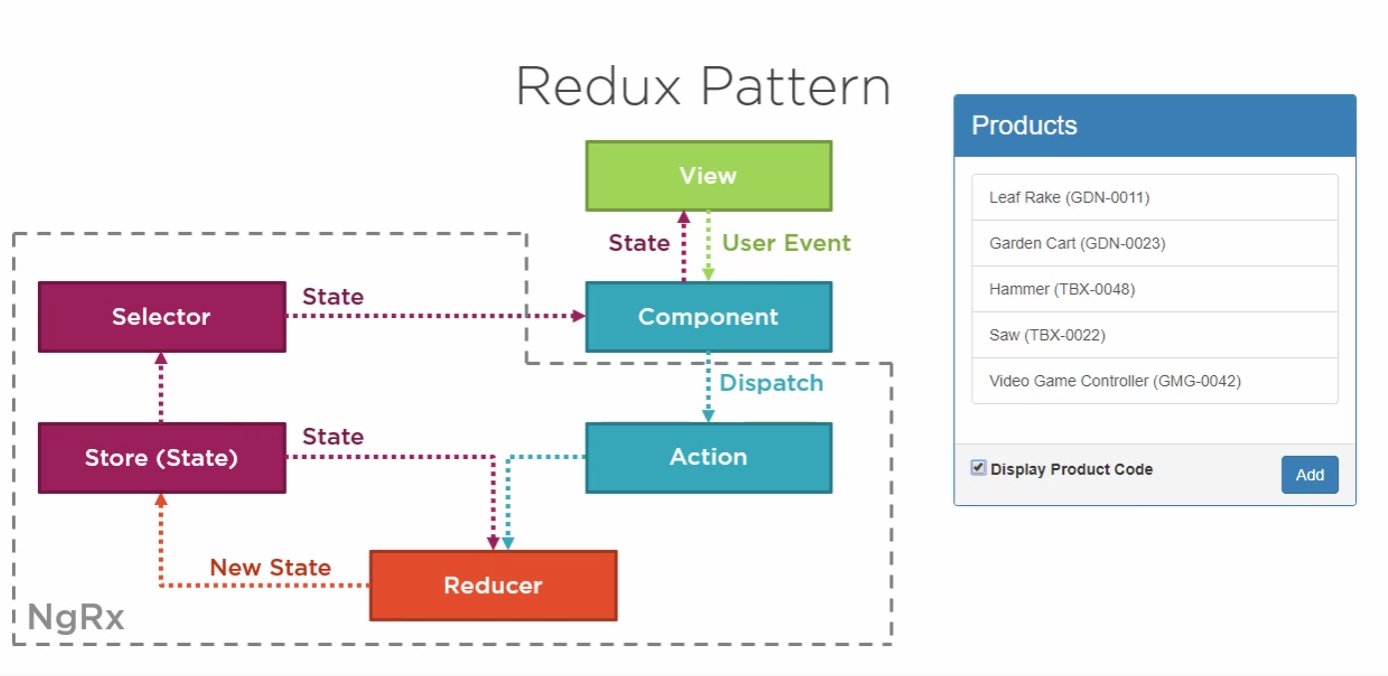 Redux Pattern
View
State
User Event
Selector
State
Component
Dispatch
Store (State)
State
Action
New State
Reducer
NgRx
Products
Leaf Rake (GDN-0011)
Garden Cart (GDN-0023)
Hammer (TBX-0048)
Saw (TBX-0022)
Video Game Controller (GMG-0042)
Display Product Code
Add